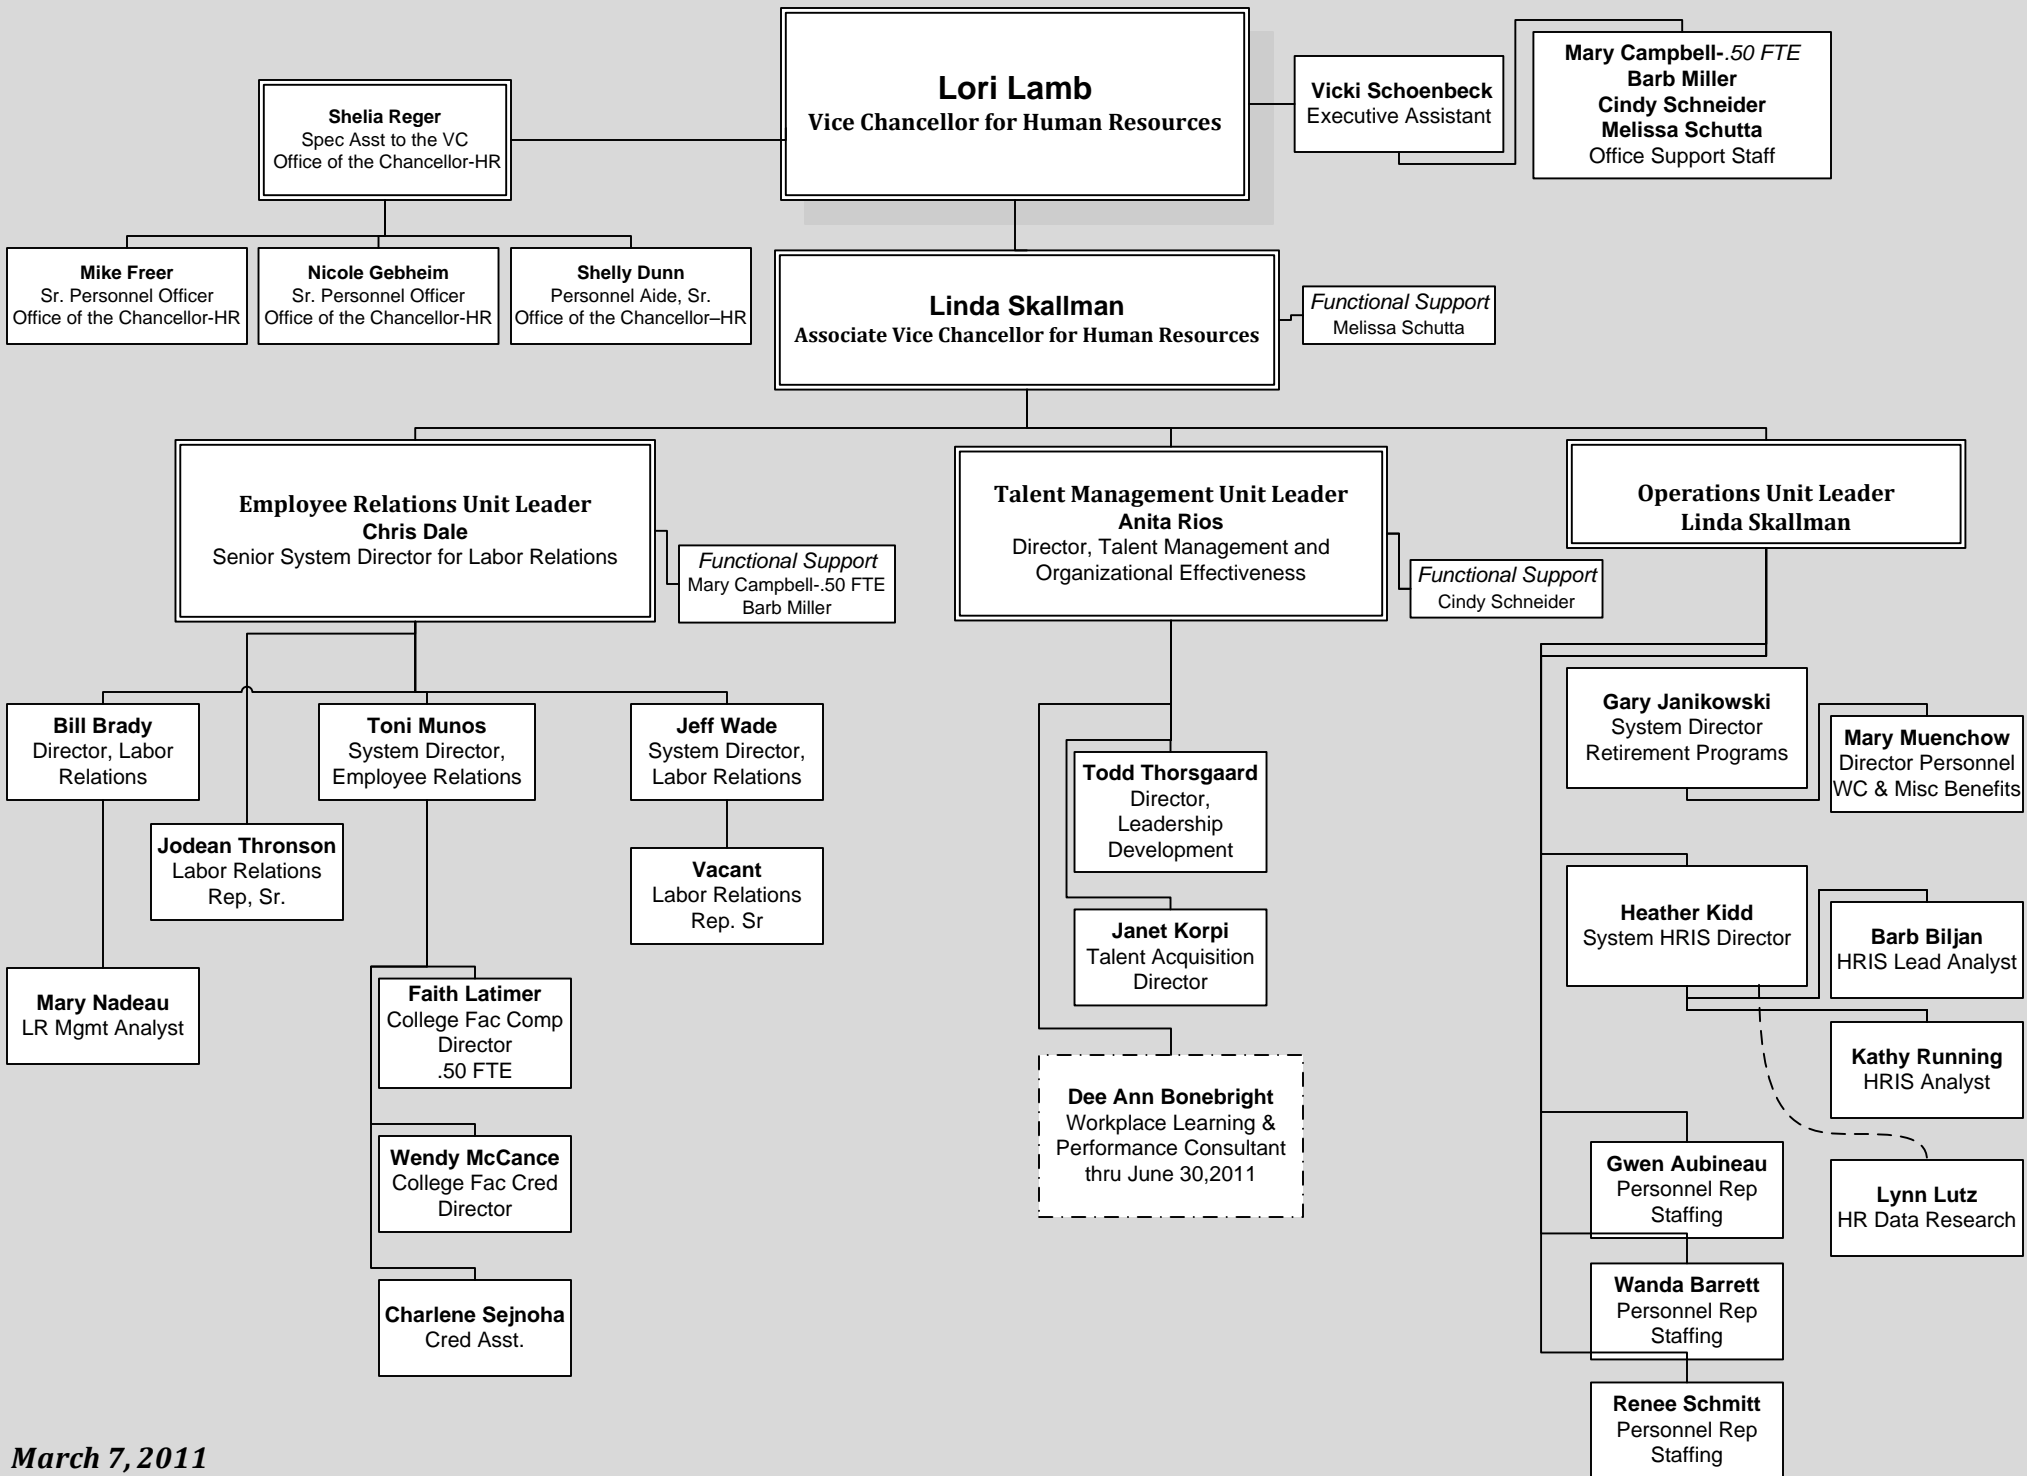 Lori Lamb
Vice Chancellor for Human Resources
Shelia Reger
Spec Asst to the VC
Office of the Chancellor-HR
Vicki Schoenbeck
Executive Assistant
Mary Campbell-.50 FTE
Barb Miller
Cindy Schneider
Melissa Schutta
Office Support Staff
Mike Freer
Sr. Personnel Officer
Office of the Chancellor-HR
Nicole Gebheim
Sr. Personnel Officer
Office of the Chancellor-HR
Shelly Dunn
Personnel Aide, Sr.
Office of the Chancellor–HR
Linda Skallman
Associate Vice Chancellor for Human Resources
Functional Support
Melissa Schutta
Employee Relations Unit Leader
Chris Dale
Senior System Director for Labor Relations
Functional Support
Mary Campbell-.50 FTE
Barb Miller
Talent Management Unit Leader
Anita Rios
Director, Talent Management and
Organizational Effectiveness
Functional Support
Cindy Schneider
Operations Unit Leader
Linda Skallman
Bill Brady
Director, Labor
Relations
Toni Munos
System Director,
Employee Relations
Jeff Wade
System Director,
Labor Relations
Jodean Thronson
Labor Relations
Rep, Sr.
Vacant
Labor Relations
Rep. Sr
Mary Nadeau
LR Mgmt Analyst
Faith Latimer
College Fac Comp
Director
.50 FTE
Wendy McCance
College Fac Cred
Director
Charlene Sejnoha
Cred Asst.
Todd Thorsgaard
Director,
Leadership
Development
Janet Korpi
Talent Acquisition
Director
Dee Ann Bonebright
Workplace Learning &
Performance Consultant
thru June 30,2011
Gary Janikowski
System Director
Retirement Programs
Mary Muenchow
Director Personnel
WC & Misc Benefits
Heather Kidd
System HRIS Director
Barb Biljan
HRIS Lead Analyst
Kathy Running
HRIS Analyst
Lynn Lutz
HR Data Research
Gwen Aubineau
Personnel Rep
Staffing
Wanda Barrett
Personnel Rep
Staffing
Renee Schmitt
Personnel Rep
Staffing
March 7, 2011